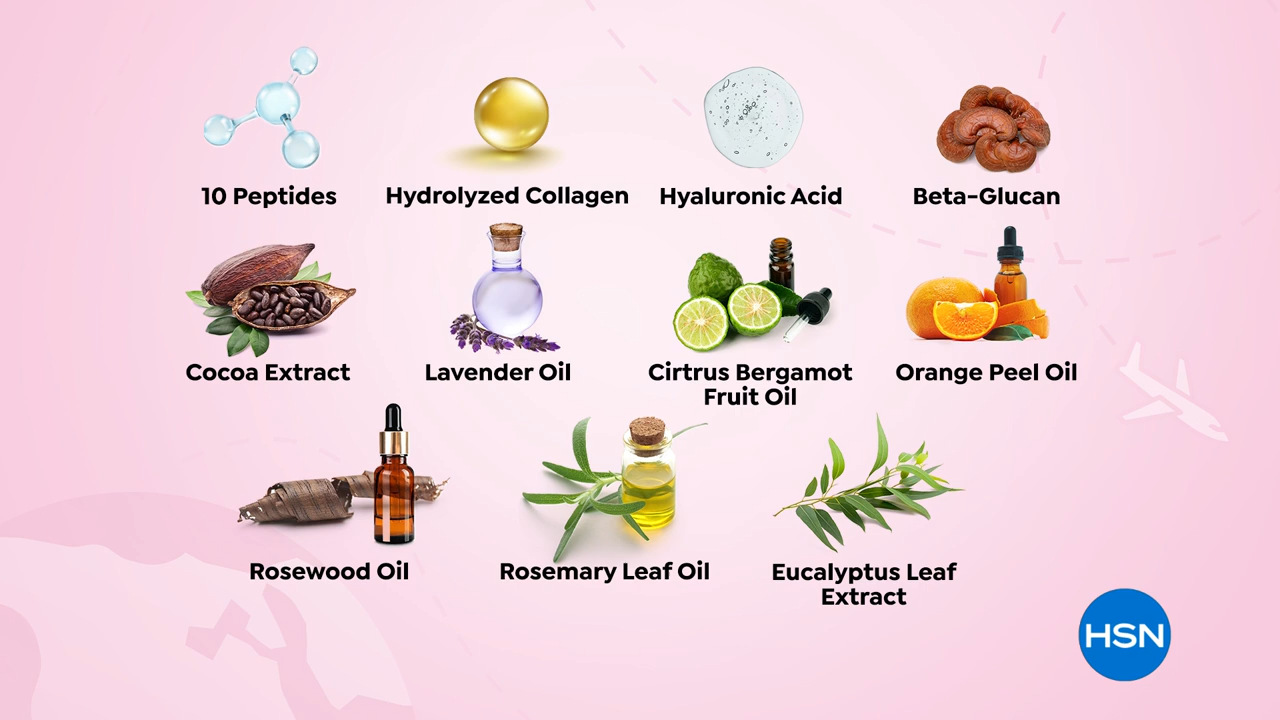 10 Peptides
Hydrolyzed Collagen
Hyaluronic Acid
Beta-Glucan
Cocoa Extract
Lavender Oil
Cirtrus Bergamot
Fruit Oil
Orange Peel Oil
Rosewood Oil
Rosemary Leaf Oil
Eucalyptus Leaf
Extract
HSN